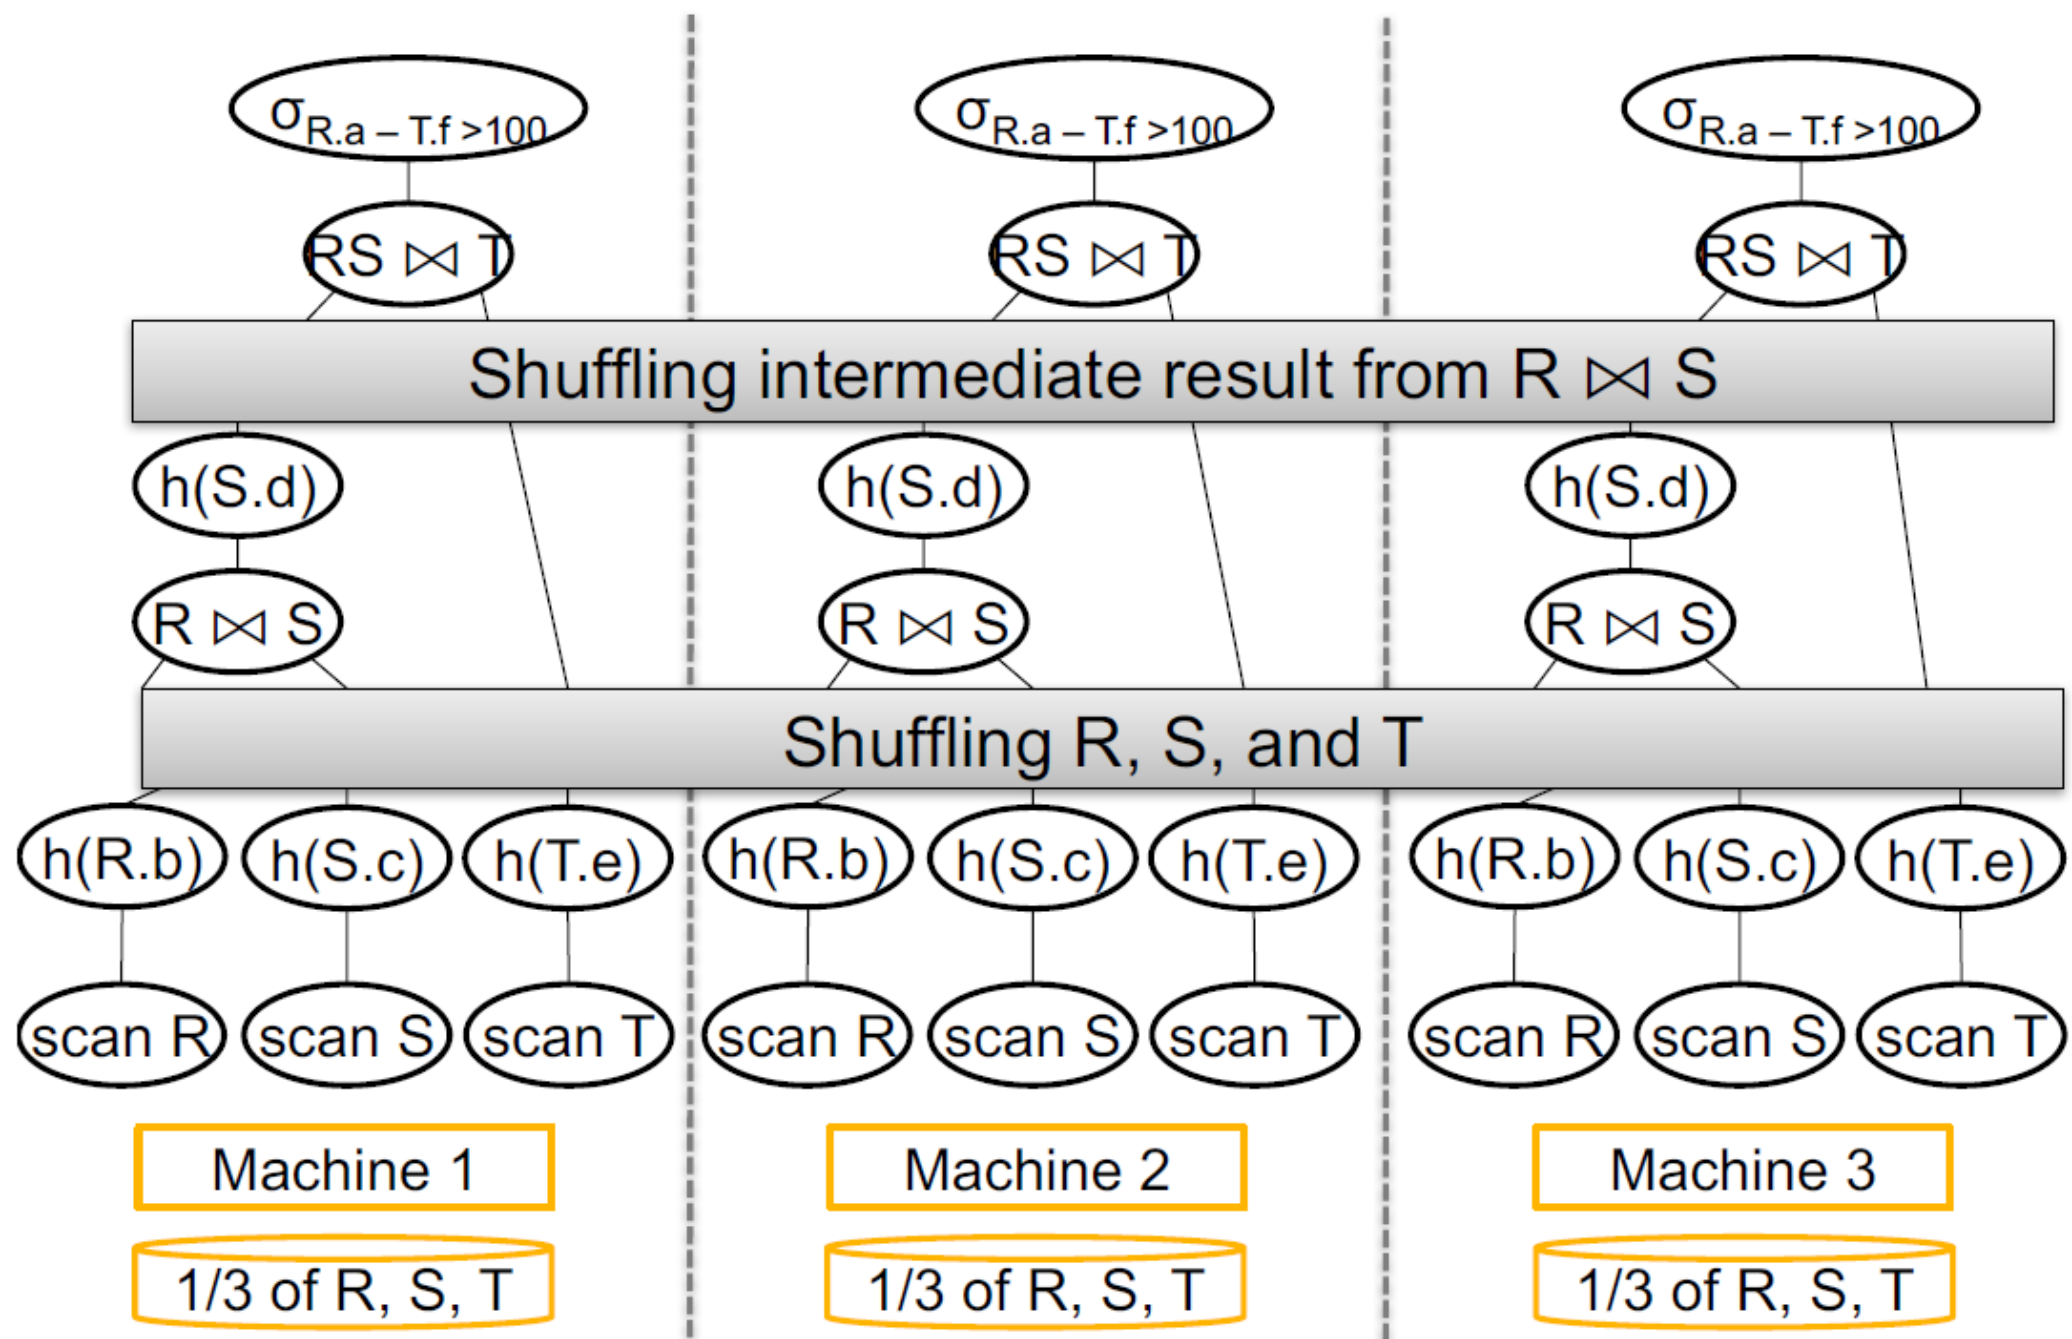 σR.a – T.f >100 σR.a – T.f >100 σR.a – T.f >100
RS ⋈ T RS ⋈ T RS ⋈ T
Shuffling intermediate result from R ⋈ S
h(S.d) h(S.d) h(S.d)
R ⋈ S R ⋈ S R ⋈ S
Shuffling R, S, and T
h(R.b) h(S.c) h(T.e) h(R.b) h(S.c) h(T.e) h(R.b) h(S.c) h(T.e)
scan R scan S scan T scan R scan S scan T scan R scan S scan T
Machine 1 Machine 2 Machine 3
1/3 of R, S, T 1/3 of R, S, T 1/3 of R, S, T